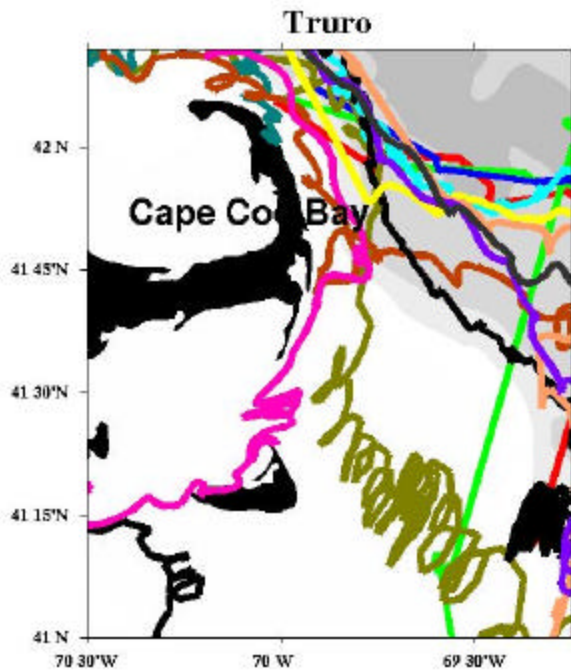 Truro
42 N
Cape Cod Bay
41 45'N
41 30'N
41 15'N
41 N
70 30'W
70 W
69 30'W